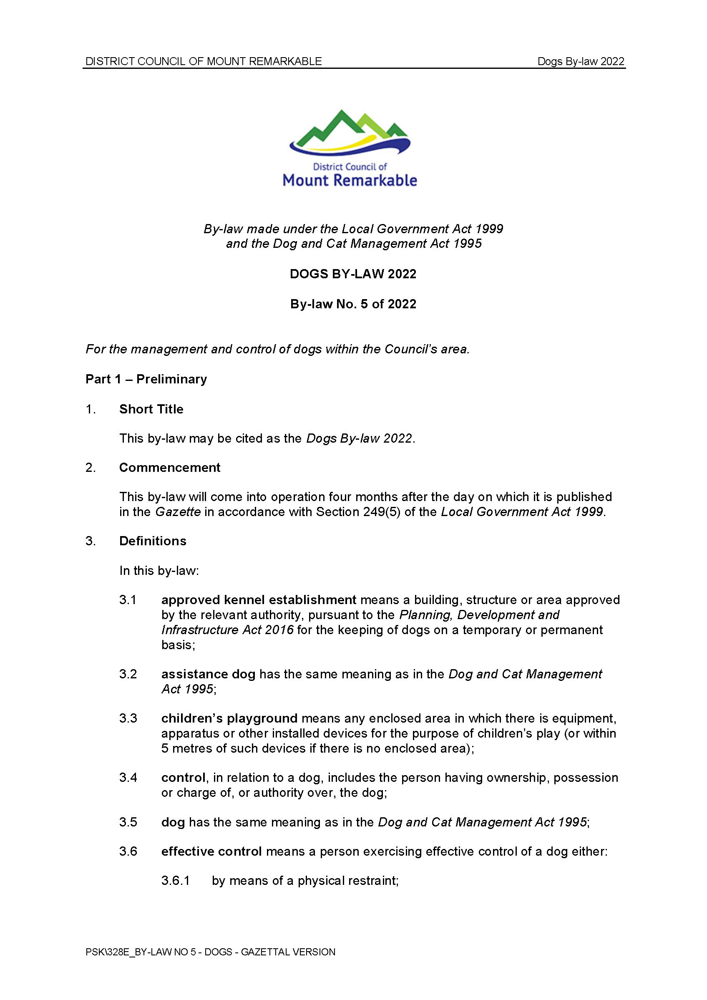 DISTRICT COUNCIL OF MOUNT REMARKABLE Dogs By-law 2022
District Council of
Mount Remarkable
By-law made under the Local Government Act 1999
and the Dog and Cat Management Act 1995
DOGS BY-LAW 2022
By-law No. 5 of 2022
For the management and control of dogs within the Council’s area.
Part 1 – Preliminary
1. Short Title
This by-law may be cited as the Dogs By-law 2022.
2. Commencement
This by-law will come into operation four months after the day on which it is published
in the Gazette in accordance with Section 249(5) of the Local Government Act 1999.
3. Definitions
In this by-law:
3.1 approved kennel establishment means a building, structure or area approved
by the relevant authority, pursuant to the Planning, Development and
Infrastructure Act 2016 for the keeping of dogs on a temporary or permanent
basis;
3.2 assistance dog has the same meaning as in the Dog and Cat Management
Act 1995;
3.3 children’s playground means any enclosed area in which there is equipment,
apparatus or other installed devices for the purpose of children’s play (or within
5 metres of such devices if there is no enclosed area);
3.4 control, in relation to a dog, includes the person having ownership, possession
or charge of, or authority over, the dog;
3.5 dog has the same meaning as in the Dog and Cat Management Act 1995;
3.6 effective control means a person exercising effective control of a dog either:
3.6.1 by means of a physical restraint;
PSK\328E_BY-LAW NO 5 - DOGS - GAZETTAL VERSION